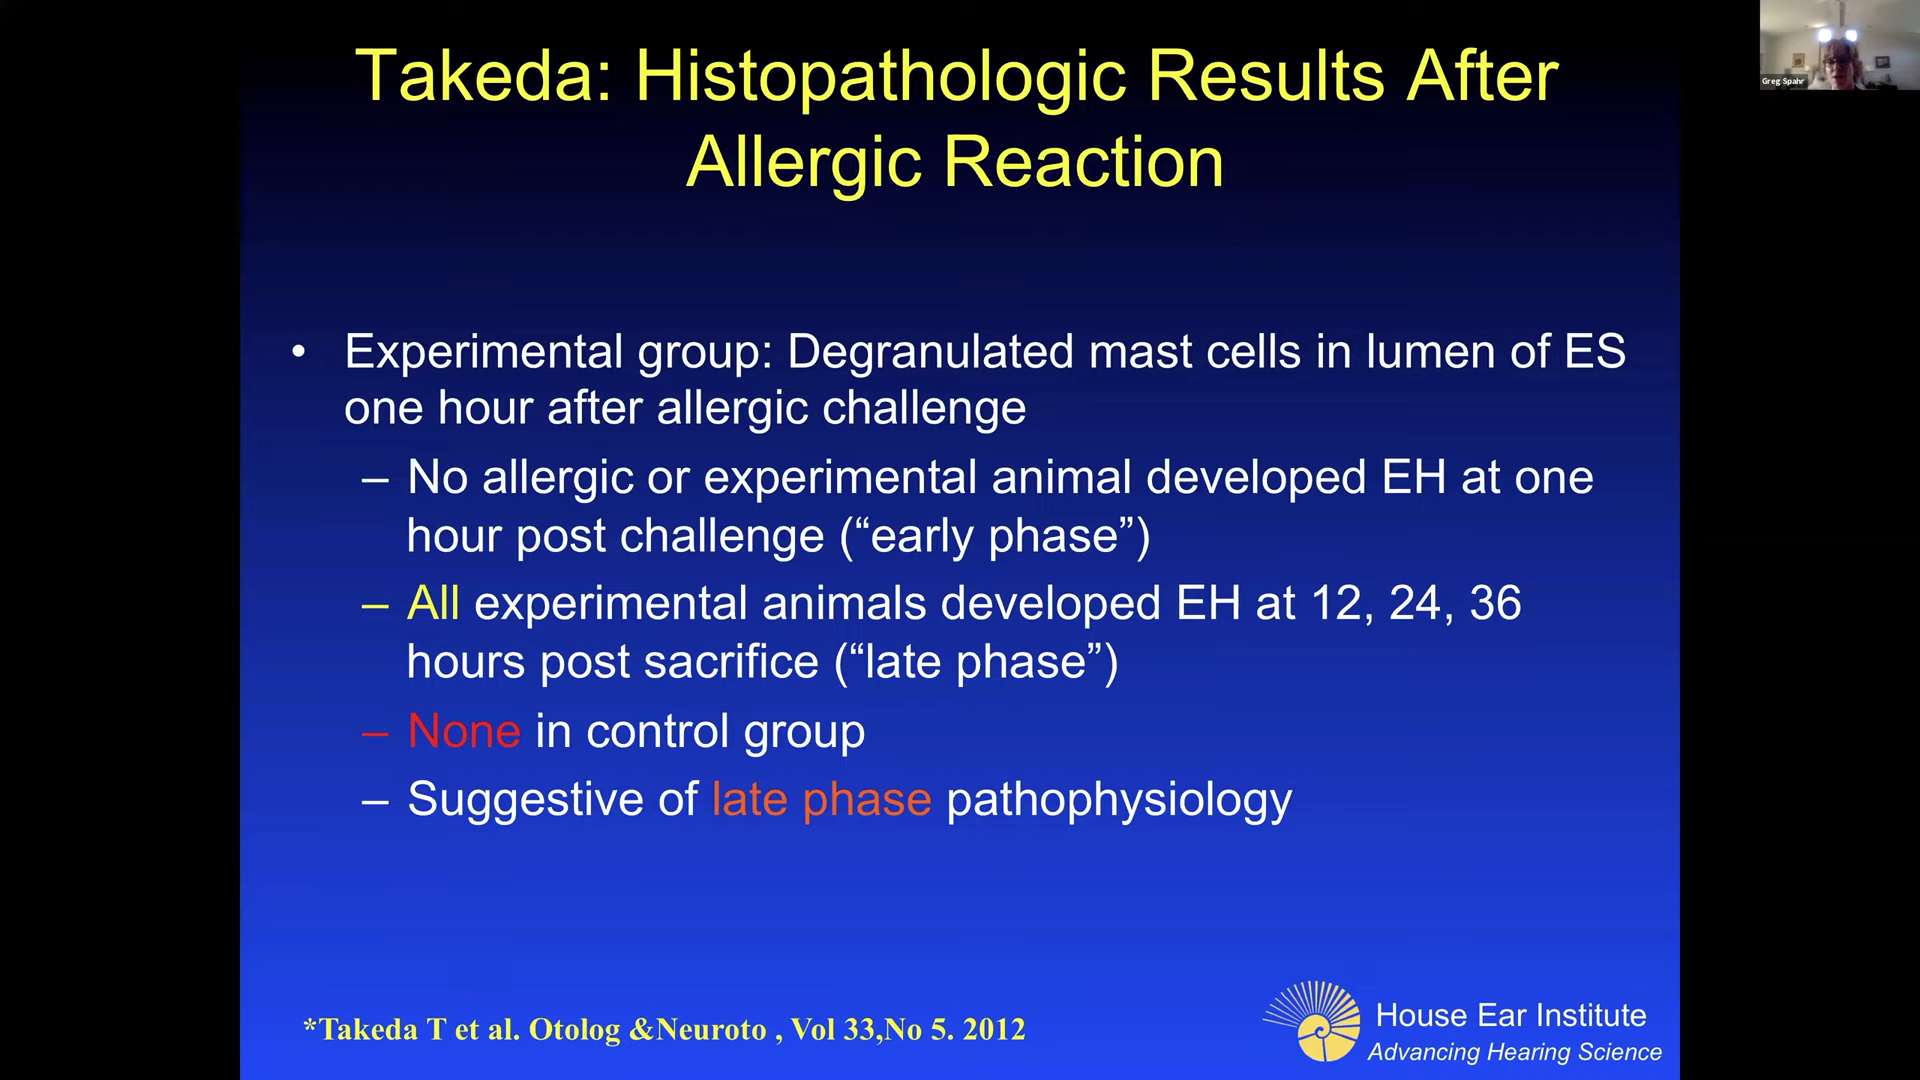 Takeda: Histopathologic Results After
Allergic Reaction
Greg Spahr
• Experimental group: Degranulated mast cells in lumen of ES
one hour after allergic challenge
– No allergic or experimental animal developed EH at one
hour post challenge (“early phase”)
– All experimental animals developed EH at 12, 24, 36
hours post sacrifice (“late phase”)
– None in control group
– Suggestive of late phase pathophysiology
*Takeda T et al. Otolog &Neuroto , Vol 33,No 5. 2012
House Ear Institute
Advancing Hearing Science